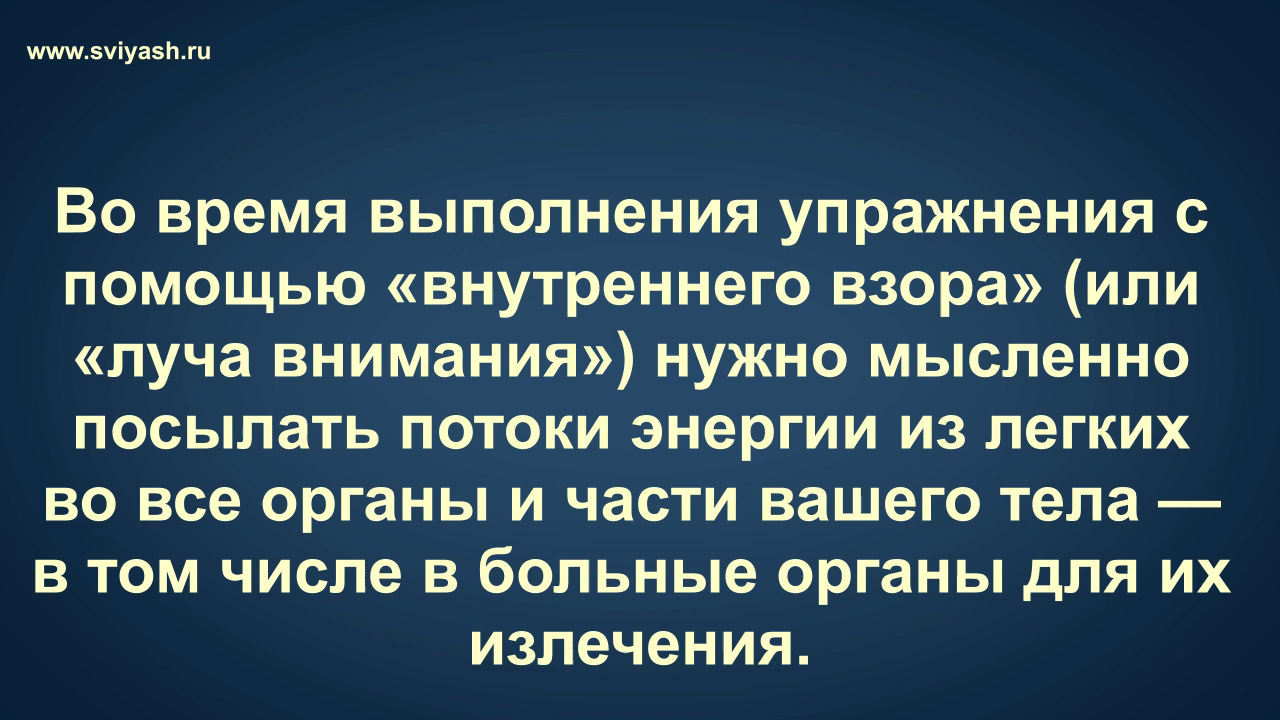 www.sviyash.ru
Во время выполнения упражнения с
помощью «внутреннего взора» (или
«луча внимания») нужно мысленно
посылать потоки энергии из легких
во все органы и части вашего тела —
в том числе в больные органы для их
излечения.